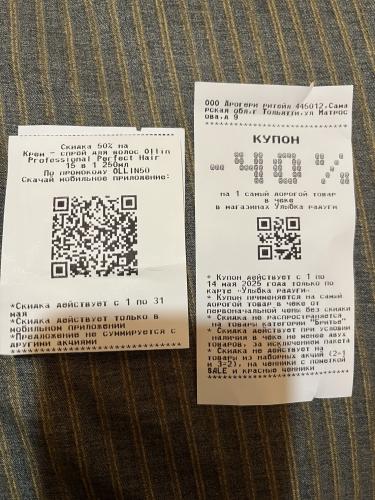 Скидка 50% на
Крем - спрей для волос Ollin
Professional Perfect Hair
15 в 1 250мл
По промокоду OLLIN50
Скачай мобильное приложение:
*Скидка действует с 1 по 31
мая
*Скидка действует только в
мобильном приложении
*Предложение не суммируется с
другими акциями
ООО Дрогери ритейл 445012,Сама
рская обл,г Тольятти,ул Матрос
ова,д 9
КУПОН
30%
на 1 самый дорогой товар
в чеке
в магазинах Улыбка радуги
* Купон действует с 1 по
14 мая 2025 года только по
карте "Улыбка радуги"
* Купон применяется на самый
дорогой товар в чеке от
первоначальной цены без скидки
* Скидка не распространяется
на товары категории "Бритье"
* Скидка действует при условии
наличия в чеке не менее двух
товаров, за исключением пакета
* Скидка не действует на
товары из наборных акций (2=1
и 3=2), на ценники с пометкой
SALE и красные ценники